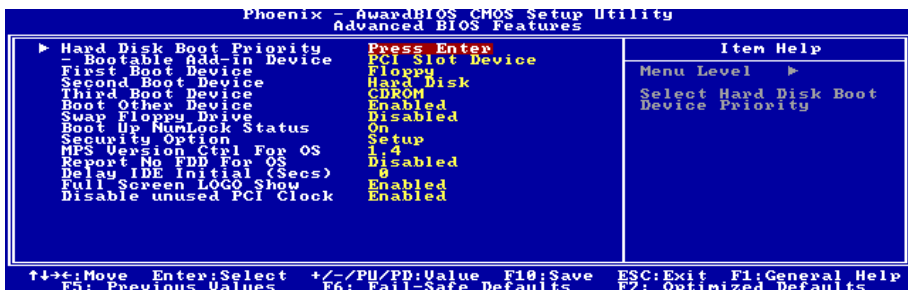 Phoenix - AwardBIOS CMOS Setup Utility
Advanced BIOS Features
▶ Hard Disk Boot Priority Press Enter
- Bootable Add-in Device PCI Slot Device
First Boot Device Floppy
Second Boot Device Hard Disk
Third Boot Device CDROM
Boot Other Device Enabled
Swap Floppy Drive Disabled
Boot Up NumLock Status On
Security Option Setup
MPS Version Ctrl For OS 1.4
Report No FDD For OS Disabled
Delay IDE Initial (Secs) 0
Full Screen LOGO Show Enabled
Disable unused PCI Clock Enabled
Item Help
Menu Level ▶
Select Hard Disk Boot
Device Priority
↑↓→←:Move Enter:Select +/-/PU/PD:Value F10:Save ESC:Exit F1:General Help
F5: Previous Values F6: Fail-Safe Defaults F7: Optimized Defaults